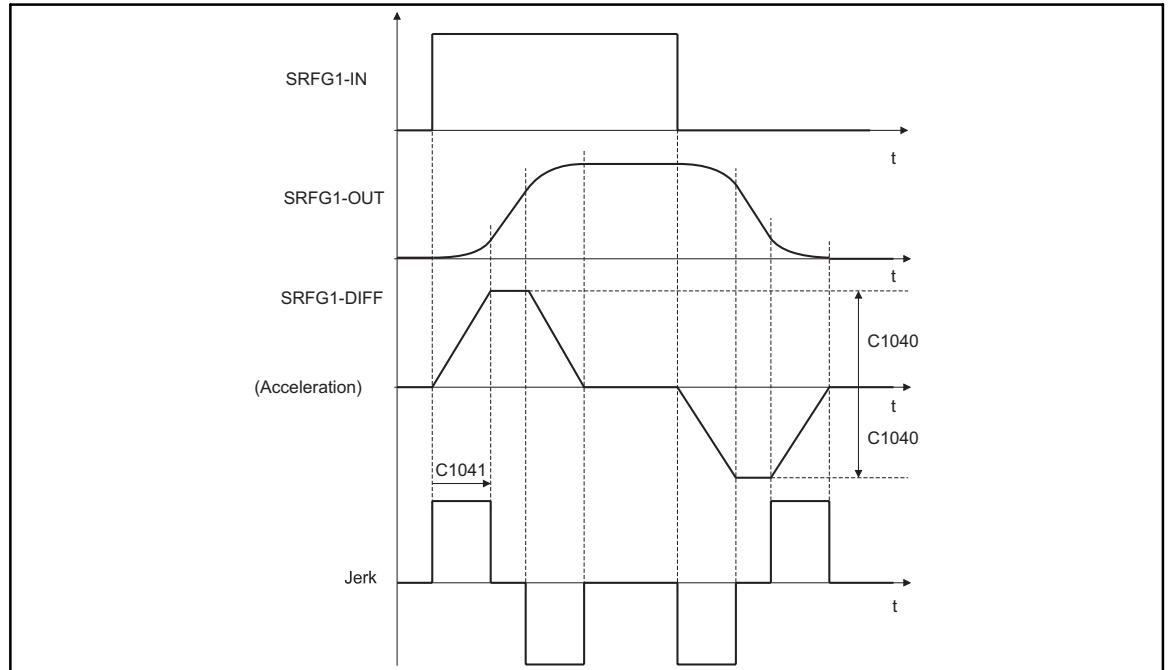 SRFG1-IN
t
SRFG1-OUT
t
SRFG1-DIFF
C1040
(Acceleration)
t
C1040
C1041
Jerk
t